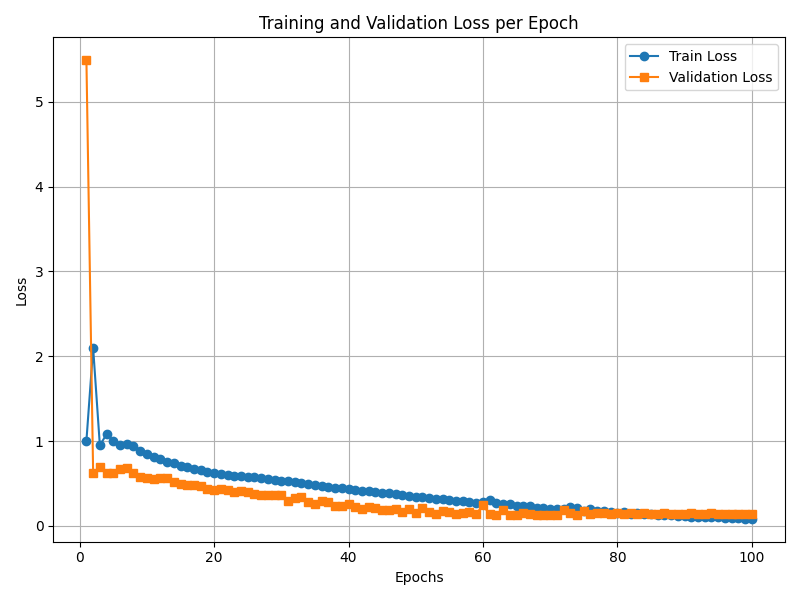 Training and Validation Loss per Epoch
Train Loss
Validation Loss
5
4
3
2
1
0
Loss
0 20 40 60 80 100
Epochs